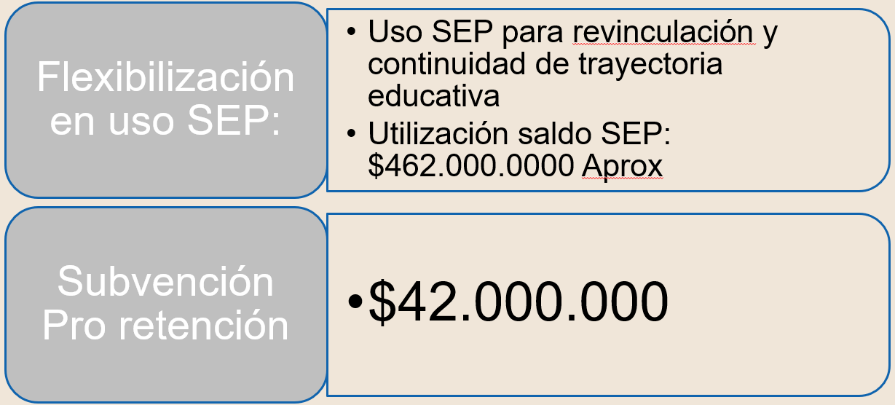 Flexibilización
en uso SEP:
• Uso SEP para revinculación y
continuidad de trayectoria
educativa
• Utilización saldo SEP:
$462.000.0000 Aprox
Subvención
Pro retención
•$42.000.000